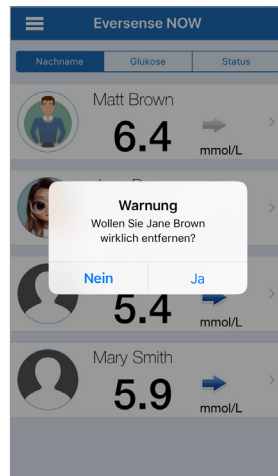 Eversense NOW
Nachname Glukose Status
Matt Brown
6.4
mmol/L
Warnung
Wollen Sie Jane Brown
wirklich entfernen?
Nein Ja
5.4
mmol/L
Mary Smith
5.9
mmol/L